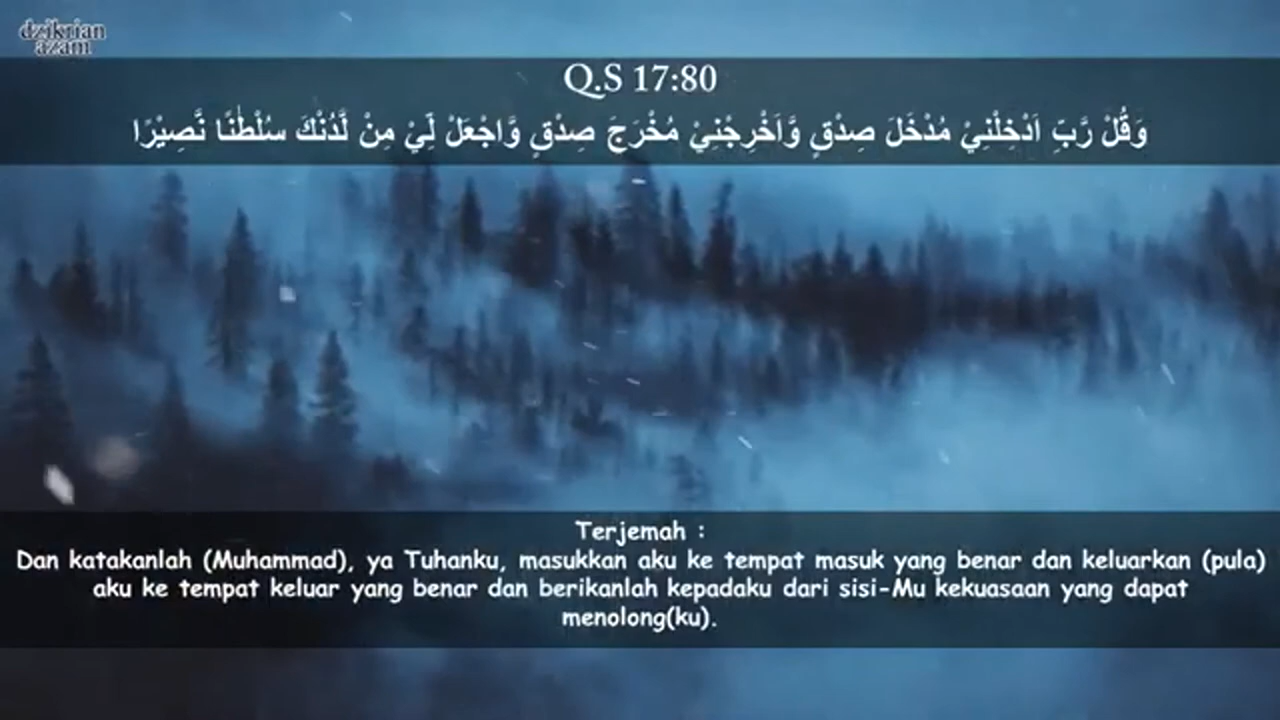 dzikrian
azam
Q.S 17:80
وَقُلْ رَّبِّ اَدْخِلْنِيْ مُدْخَلَ صِدْقٍ وَّاَخْرِجْنِيْ مُخْرَجَ صِدْقٍ وَّاجْعَلْ لِّيْ مِنْ لَّدُنْكَ سُلْطٰنًا نَّصِيْرًا
Terjemah :
Dan katakanlah (Muhammad), ya Tuhanku, masukkan aku ke tempat masuk yang benar dan keluarkan (pula)
aku ke tempat keluar yang benar dan berikanlah kepadaku dari sisi-Mu kekuasaan yang dapat
menolong(ku).